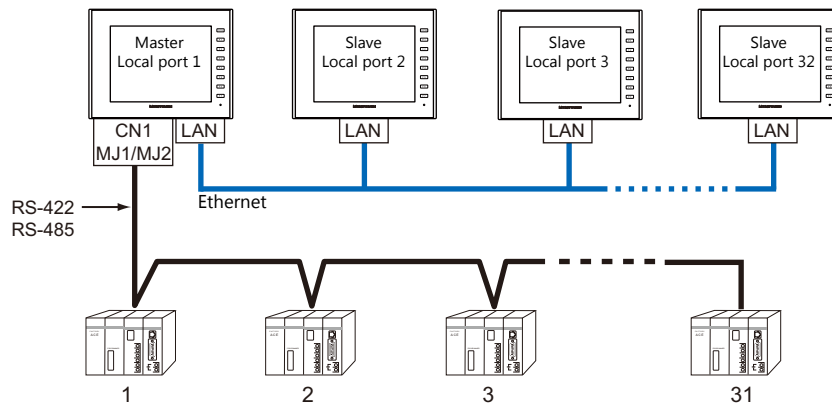 Master
Local port 1
Slave
Local port 2
Slave
Local port 3
Slave
Local port 32
CN1
MJ1/MJ2
LAN
LAN
LAN
LAN
Ethernet
RS-422
RS-485
1
2
3
31